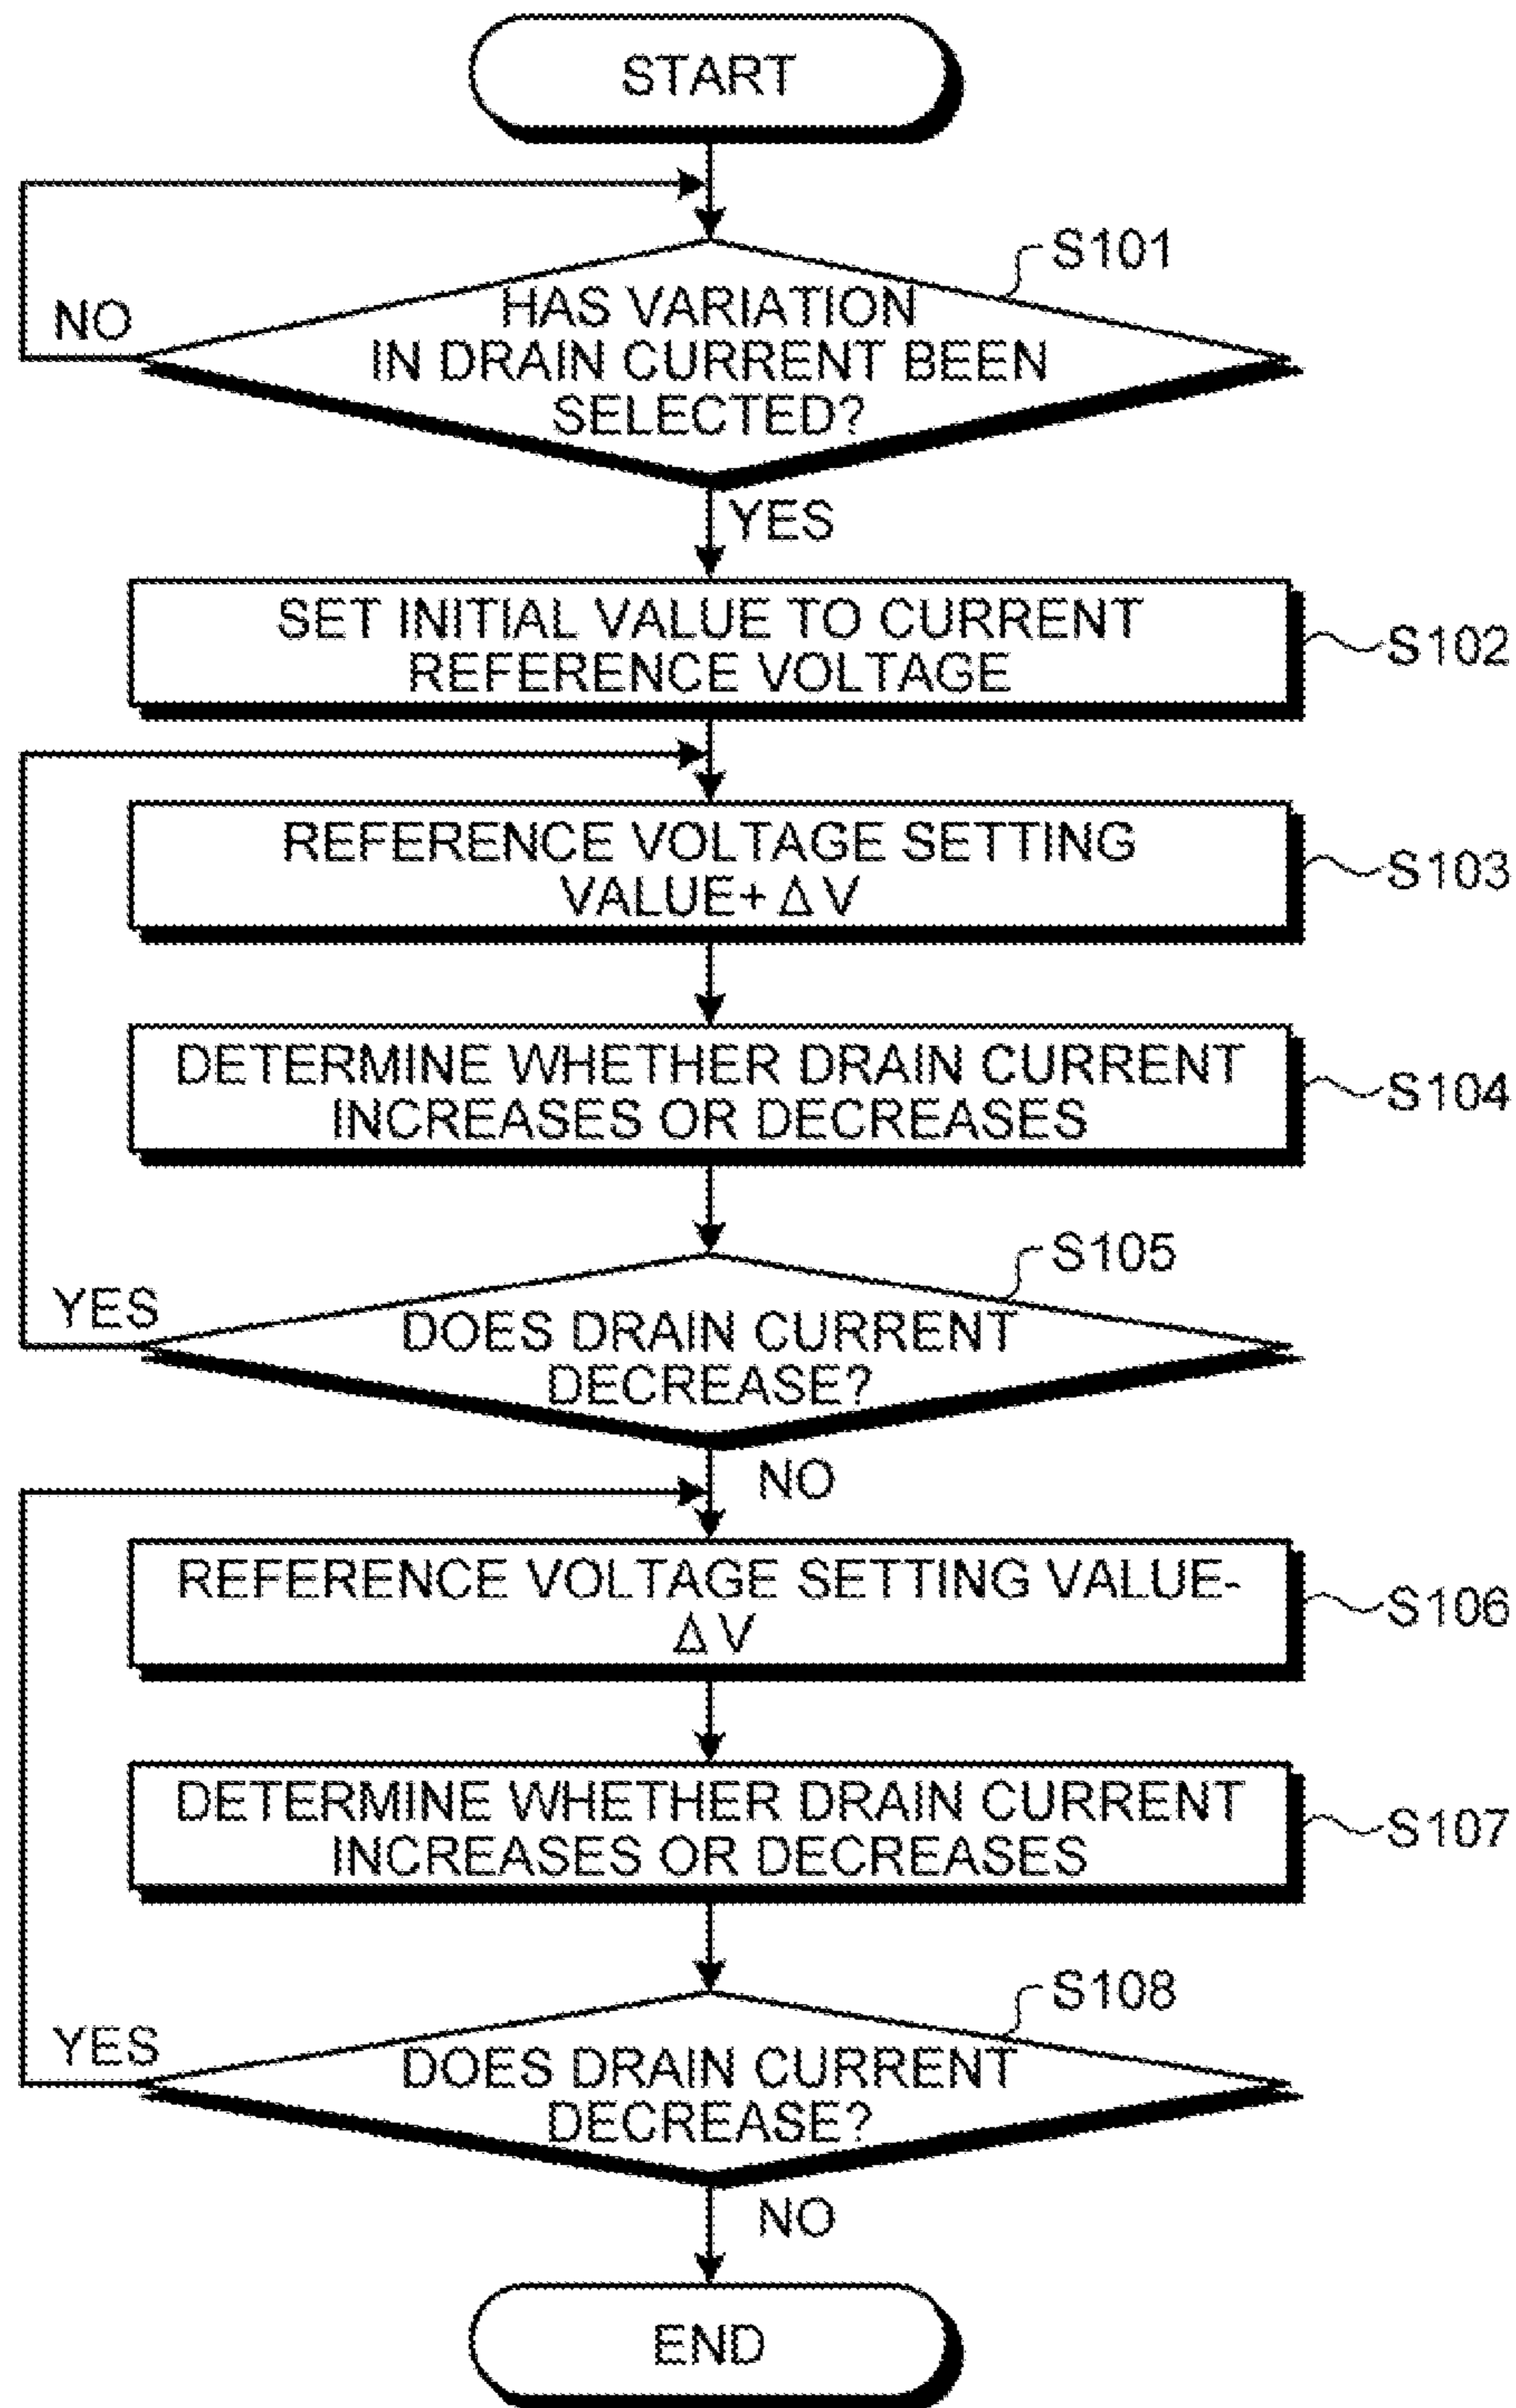 START
S101
NO
HAS VARIATION
IN DRAIN CURRENT BEEN
SELECTED?
YES
SET INITIAL VALUE TO CURRENT
REFERENCE VOLTAGE
S102
REFERENCE VOLTAGE SETTING
VALUE+ Δ V
S103
DETERMINE WHETHER DRAIN CURRENT
INCREASES OR DECREASES
S104
S105
YES
DOES DRAIN CURRENT
DECREASE?
NO
REFERENCE VOLTAGE SETTING VALUE-
Δ V
S106
DETERMINE WHETHER DRAIN CURRENT
INCREASES OR DECREASES
S107
S108
YES
DOES DRAIN CURRENT
DECREASE?
NO
END